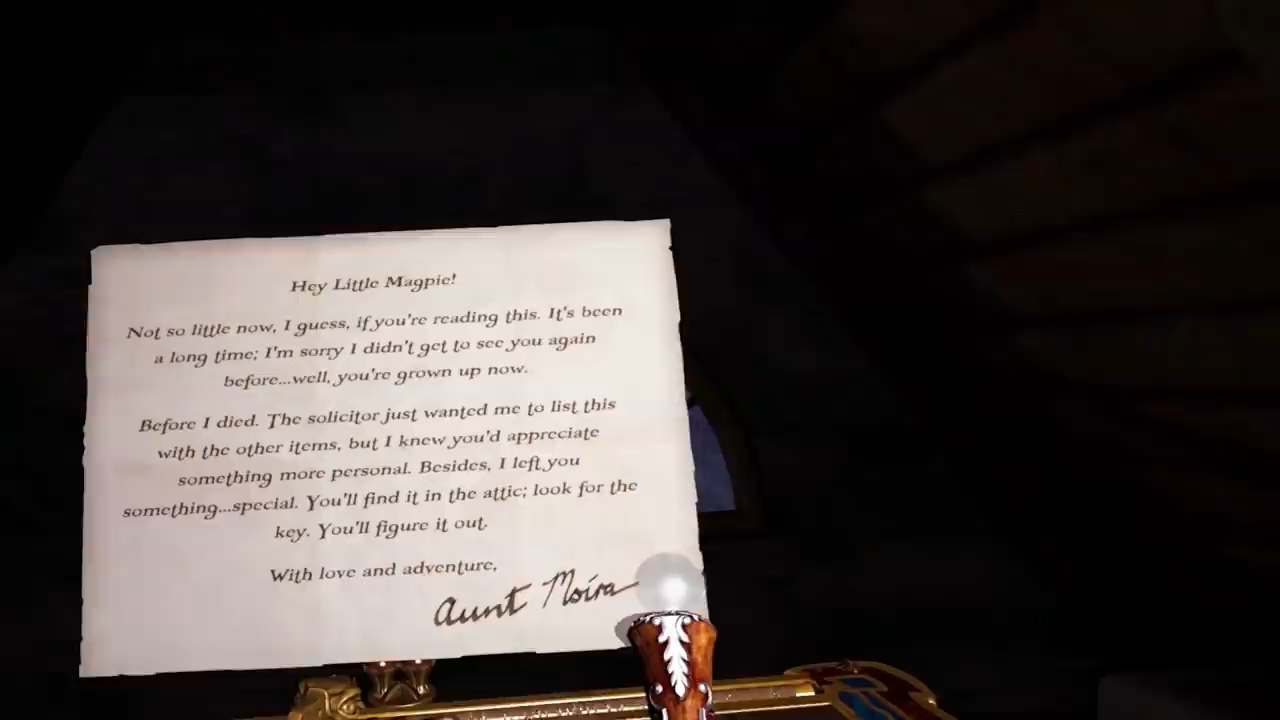 Hey Little Magpie!
Not so little now, I guess, if you're reading this. It's been
a long time; I'm sorry I didn't get to see you again
before...well, you're grown up now.
Before I died. The solicitor just wanted me to list this
with the other items, but I knew you'd appreciate
something more personal. Besides, I left you
something...special. You'll find it in the attic; look for the
key. You'll figure it out.
With love and adventure,
Aunt Moira